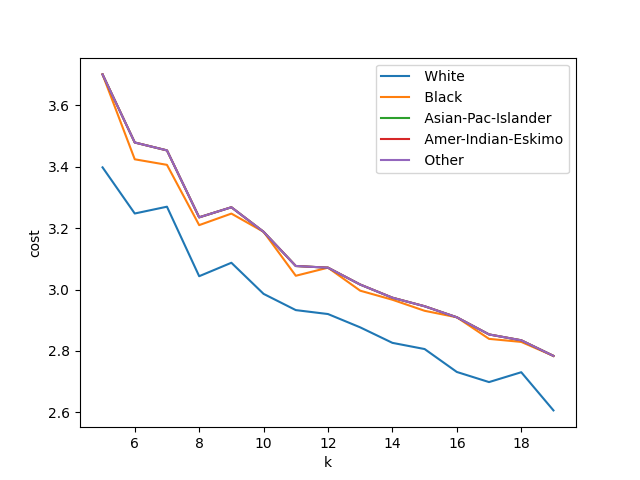 White
Black
Asian-Pac-Islander
Amer-Indian-Eskimo
Other
3.6
3.4
3.2
3.0
2.8
2.6
cost
6 8 10 12 14 16 18
k